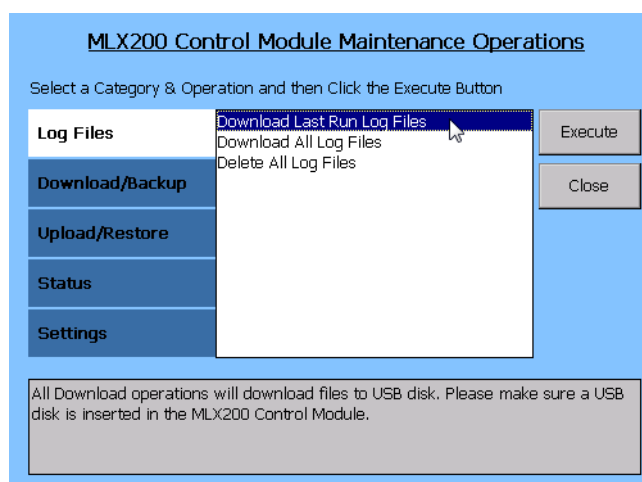 MLX200 Control Module Maintenance Operations
Select a Category & Operation and then Click the Execute Button
Log Files
Download/Backup
Upload/Restore
Status
Settings
Download Last Run Log Files
Download All Log Files
Delete All Log Files
Execute
Close
All Download operations will download files to USB disk. Please make sure a USB
disk is inserted in the MLX200 Control Module.